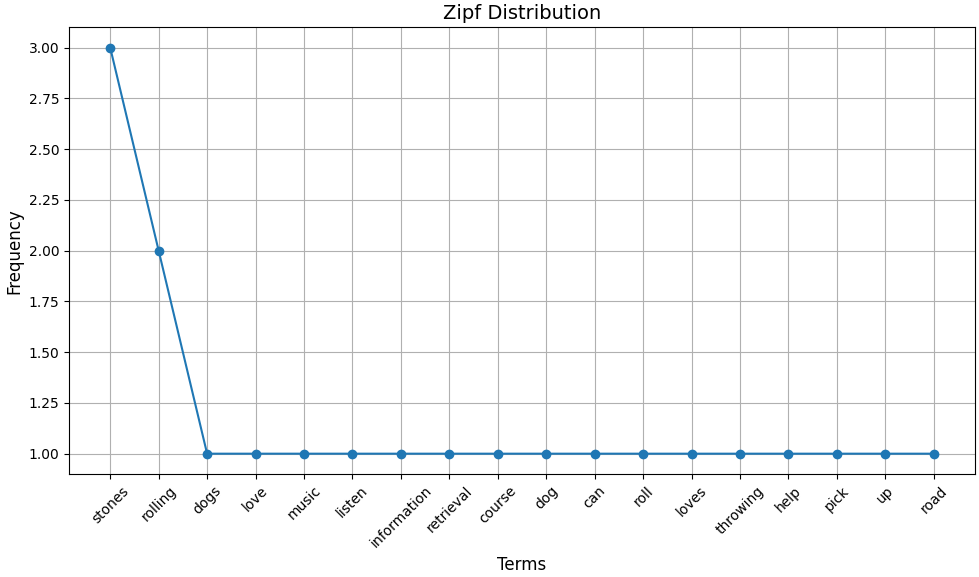 Zipf Distribution
Frequency
3.00
2.75
2.50
2.25
2.00
1.75
1.50
1.25
1.00
stones
rolling
dogs
love
music
listen
information
retrieval
course
dog
can
roll
loves
throwing
help
pick
up
road
Terms